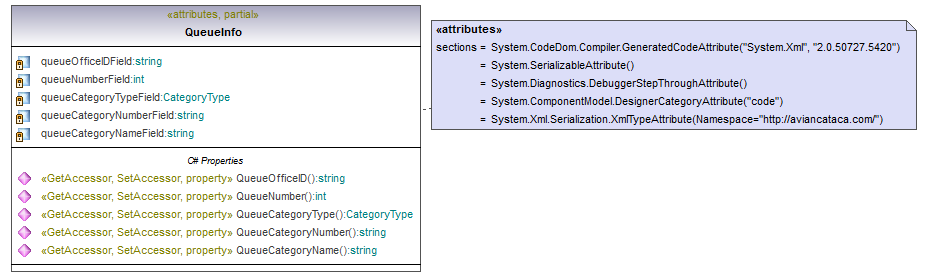 «attributes, partial»
QueueInfo
queueOfficeIDField:string
queueNumberField:int
queueCategoryTypeField:CategoryType
queueCategoryNumberField:string
queueCategoryNameField:string
C# Properties
«GetAccessor, SetAccessor, property» QueueOfficeID():string
«GetAccessor, SetAccessor, property» QueueNumber():int
«GetAccessor, SetAccessor, property» QueueCategoryType():CategoryType
«GetAccessor, SetAccessor, property» QueueCategoryNumber():string
«GetAccessor, SetAccessor, property» QueueCategoryName():string
«attributes»
sections = System.CodeDom.Compiler.GeneratedCodeAttribute("System.Xml", "2.0.50727.5420")
= System.SerializableAttribute()
= System.Diagnostics.DebuggerStepThroughAttribute()
= System.ComponentModel.DesignerCategoryAttribute("code")
= System.Xml.Serialization.XmlTypeAttribute(Namespace="http://aviancataca.com/")